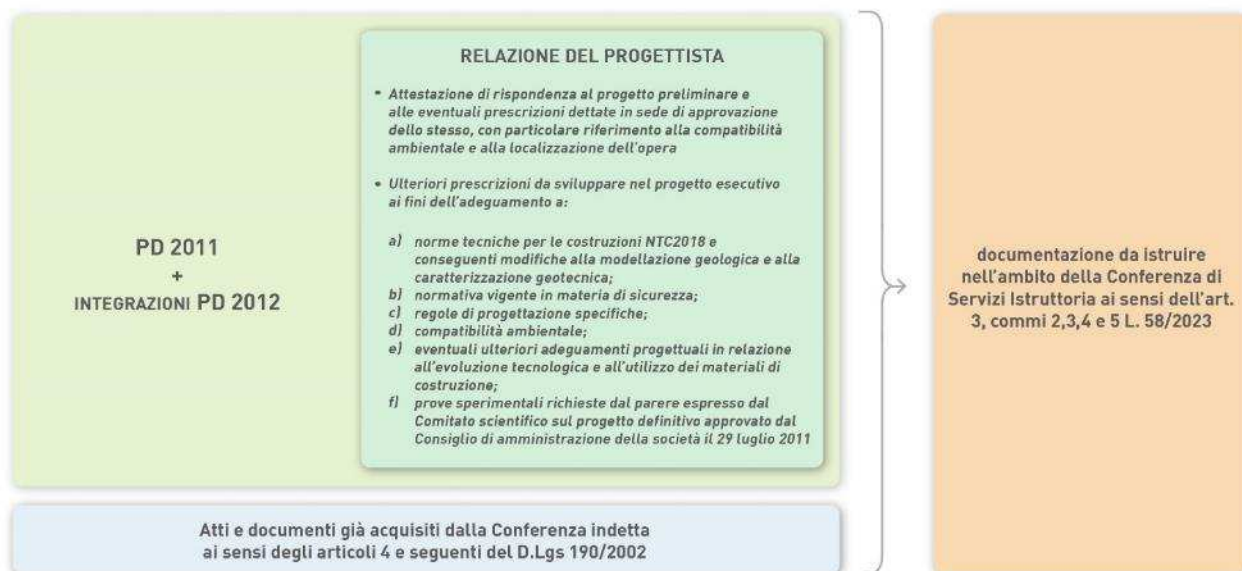 PD 2011
+
INTEGRAZIONI PD 2012
RELAZIONE DEL PROGETTISTA
• Attestazione di rispondenza al progetto preliminare e
alle eventuali prescrizioni dettate in sede di approvazione
dello stesso, con particolare riferimento alla compatibilità
ambientale e alla localizzazione dell'opera
• Ulteriori prescrizioni da sviluppare nel progetto esecutivo
ai fini dell'adeguamento a:
a) norme tecniche per le costruzioni NTC2018 e
conseguenti modifiche alla modellazione geologica e alla
caratterizzazione geotecnica;
b) normativa vigente in materia di sicurezza;
c) regole di progettazione specifiche;
d) compatibilità ambientale;
e) eventuali ulteriori adeguamenti progettuali in relazione
all'evoluzione tecnologica e all'utilizzo dei materiali di
costruzione;
f) prove sperimentali richieste dal parere espresso dal
Comitato scientifico sul progetto definitivo approvato dal
Consiglio di amministrazione della società il 29 luglio 2011
Atti e documenti già acquisiti dalla Conferenza indetta
ai sensi degli articoli 4 e seguenti del D.Lgs 190/2002
documentazione da istruire
nell'ambito della Conferenza di
Servizi Istruttoria ai sensi dell'art.
3, commi 2,3,4 e 5 L. 58/2023